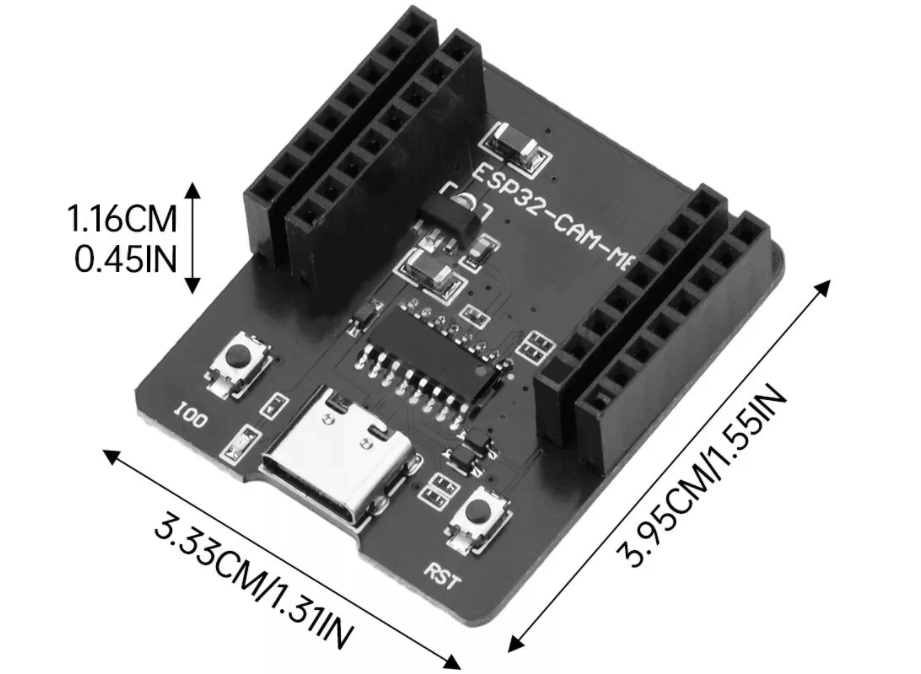 1.16CM
0.45IN
ESP32-CAM-MB
IO0
RST
3.33CM/1.31IN
3.95CM/1.55IN